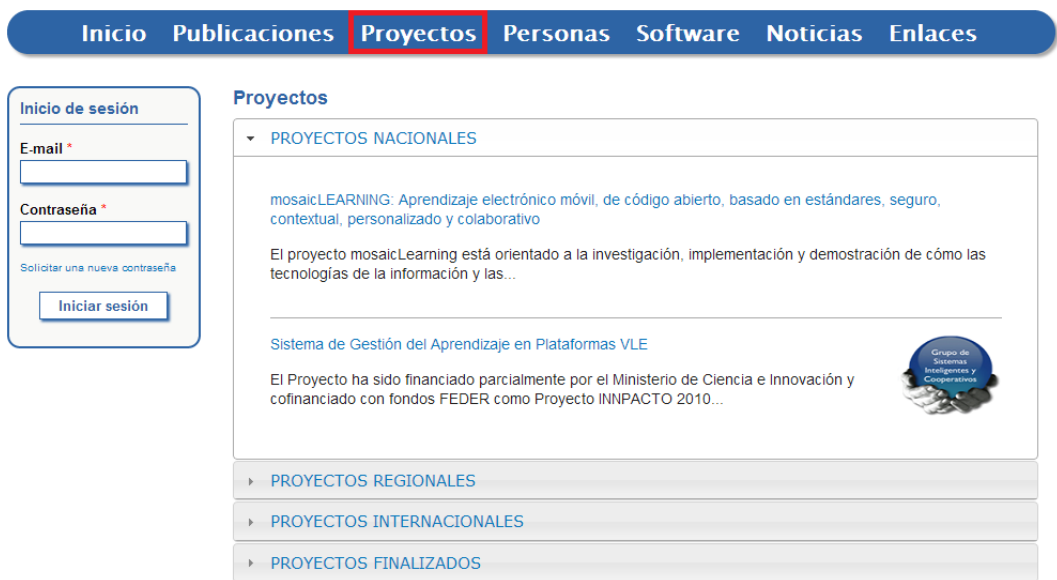 Inicio Publicaciones Proyectos Personas Software Noticias Enlaces
Inicio de sesión
E-mail *
Contraseña *
Solicitar una nueva contraseña
Iniciar sesión
Proyectos
PROYECTOS NACIONALES
mosaicLEARNING: Aprendizaje electrónico móvil, de código abierto, basado en estándares, seguro,
contextual, personalizado y colaborativo
El proyecto mosaicLearning está orientado a la investigación, implementación y demostración de cómo las
tecnologías de la información y las...
Sistema de Gestión del Aprendizaje en Plataformas VLE
El Proyecto ha sido financiado parcialmente por el Ministerio de Ciencia e Innovación y
cofinanciado con fondos FEDER como Proyecto INNPACTO 2010...
Grupo de
Sistemas
Inteligentes y
Cooperativos
PROYECTOS REGIONALES
PROYECTOS INTERNACIONALES
PROYECTOS FINALIZADOS